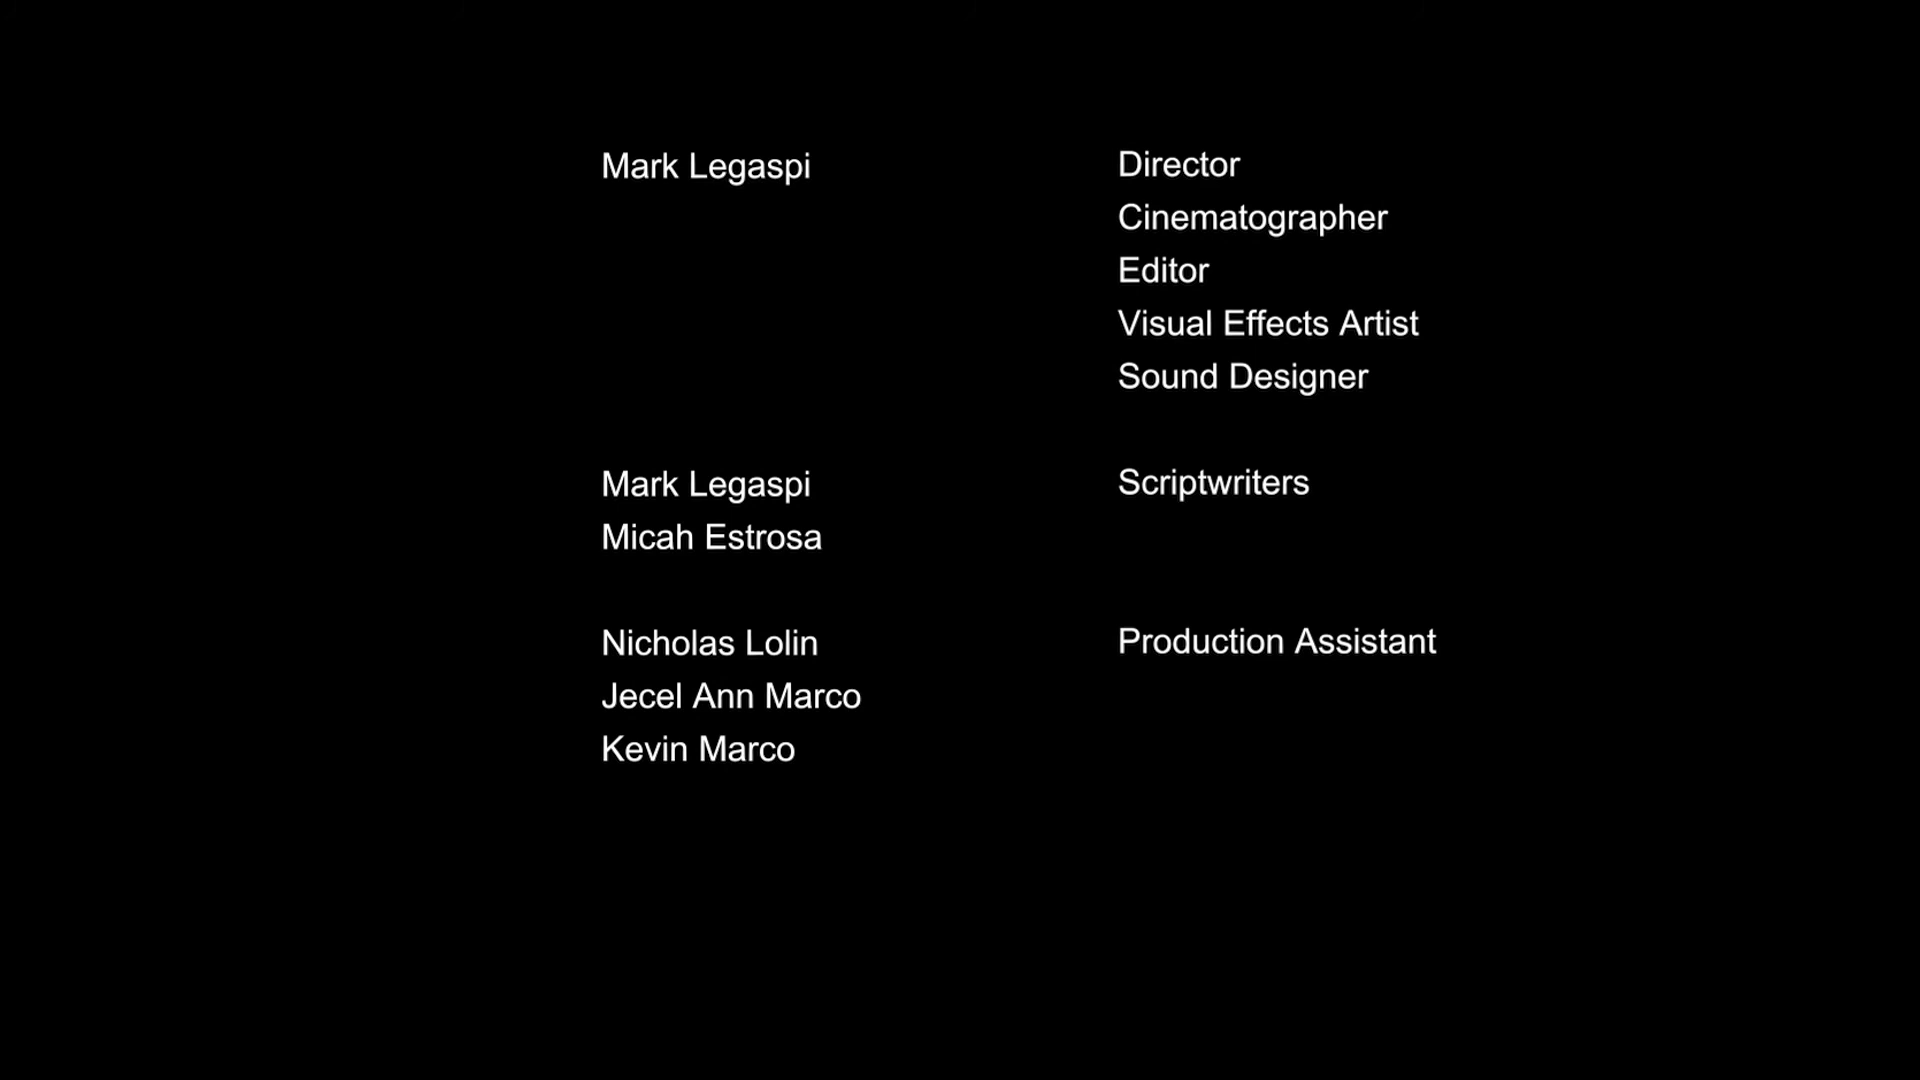 Mark Legaspi Director
Cinematographer
Editor
Visual Effects Artist
Sound Designer
Mark Legaspi Scriptwriters
Micah Estrosa
Nicholas Lolin Production Assistant
Jecel Ann Marco
Kevin Marco